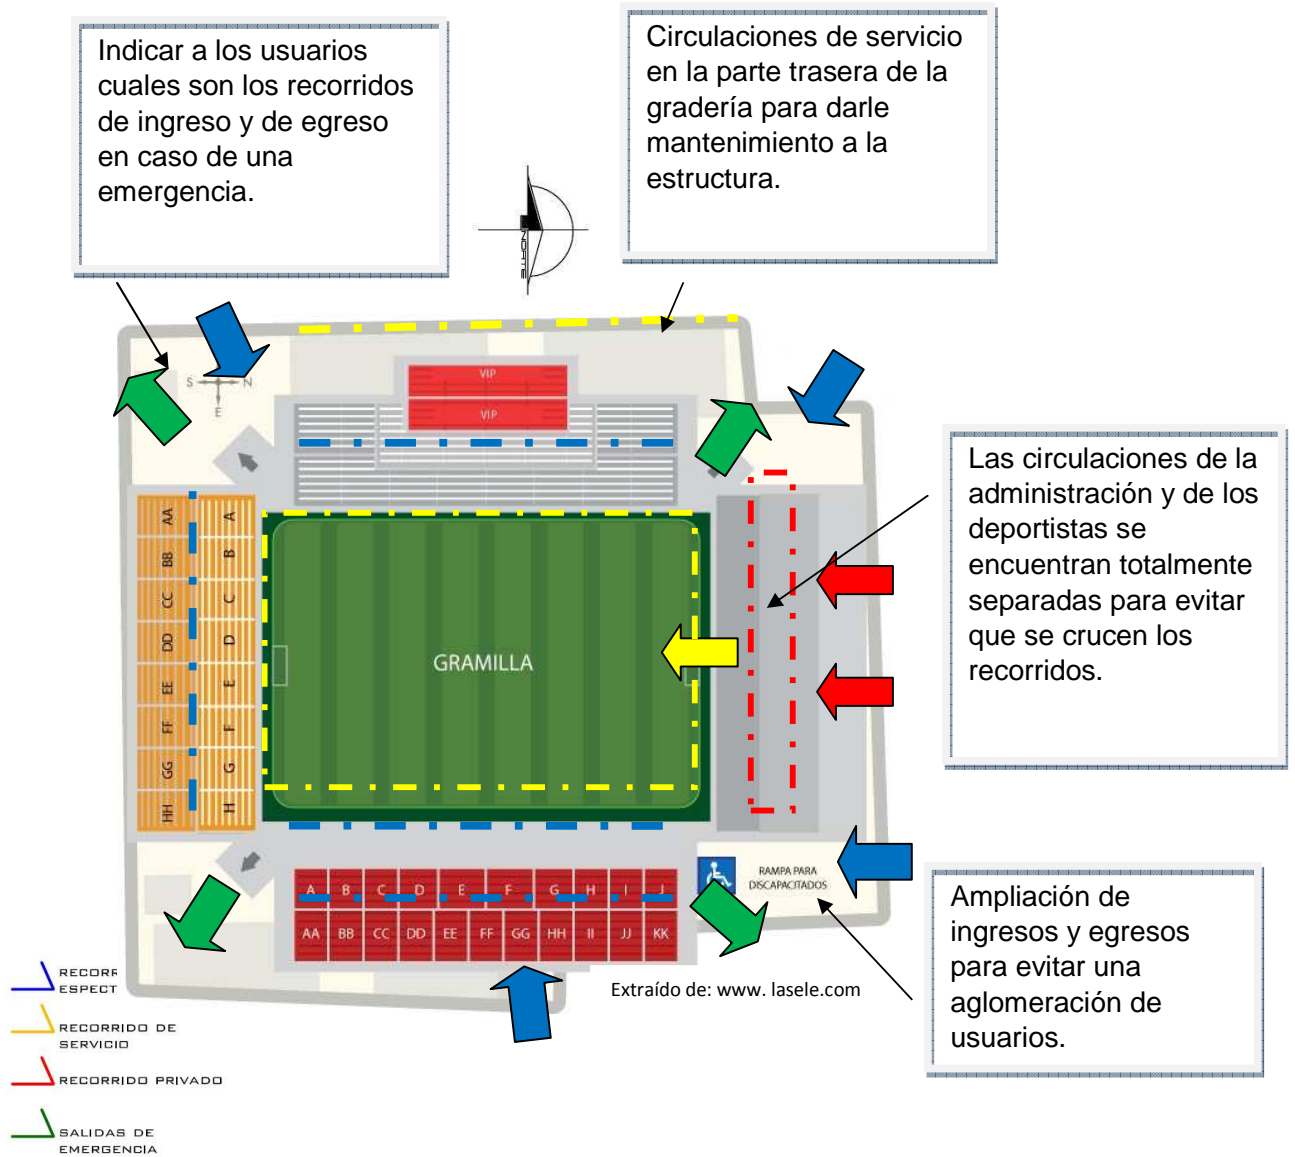 Indicar a los usuarios
cuales son los recorridos
de ingreso y de egreso
en caso de una
emergencia.
Circulaciones de servicio
en la parte trasera de la
gradería para darle
mantenimiento a la
estructura.
NORTE
S N
E
VIP
VIP
Las circulaciones de la
administración y de los
deportistas se
encuentran totalmente
separadas para evitar
que se crucen los
recorridos.
AA A
BB B
CC C
DD D
EE E
FF F
GG G
HH H
GRAMILLA
RAMPA PARA
DISCAPACITADOS
A B C D E F G H I J
AA BB CC DD EE FF GG HH II JJ KK
Ampliación de
ingresos y egresos
para evitar una
aglomeración de
usuarios.
Extraído de: www. lasele.com
RECORR
ESPECT
RECORRIDO DE
SERVICIO
RECORRIDO PRIVADO
SALIDAS DE
EMERGENCIA